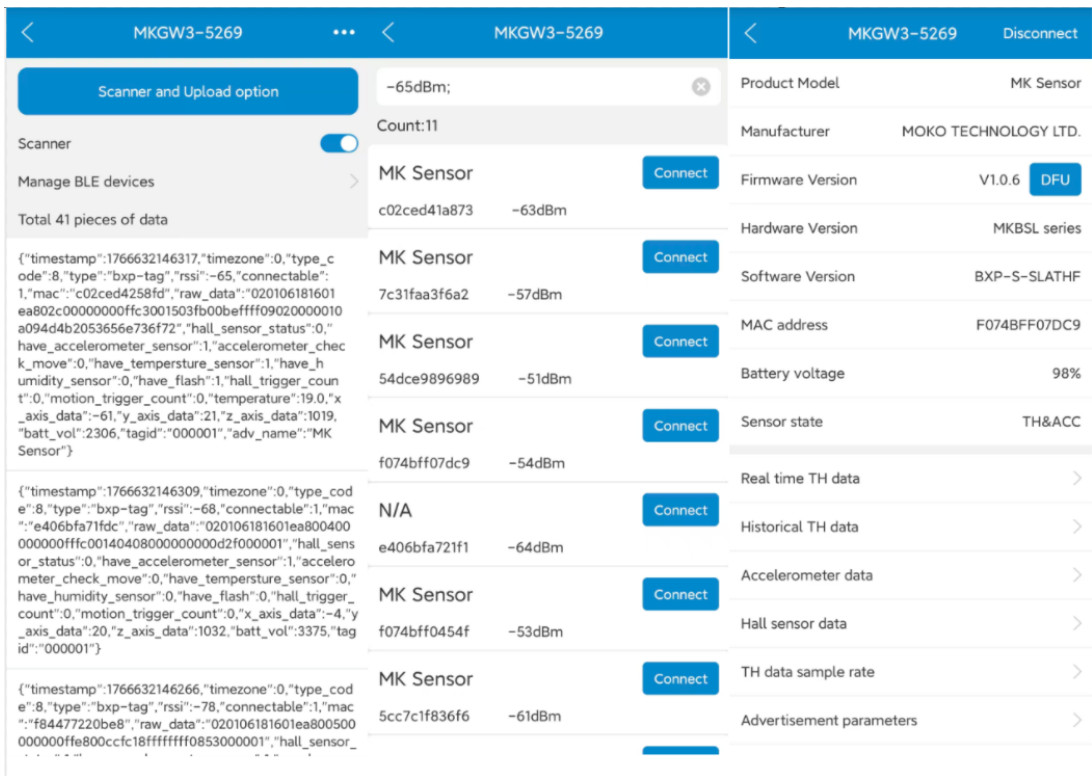 MKGW3-5269
Scanner and Upload option
Scanner
Manage BLE devices
Total 41 pieces of data
{"timestamp":1766632146317,"timezone":0,"type_c
ode":8,"type":"bxp-tag","rssi":-65,"connectable":
1,"mac":"c02ced4258fd","raw_data":"020106181601
ea802c00000000ffc3001503fb00beffff09020000010
a094d4b2053656e736f72","hall_sensor_status":0,"
have_accelerometer_sensor":1,"accelerometer_chec
k_move":0,"have_tempersture_sensor":1,"have_h
umidity_sensor":0,"have_flash":1,"hall_trigger_coun
t":0,"motion_trigger_count":0,"temperature":19.0,"x
_axis_data":-61,"y_axis_data":21,"z_axis_data":1019,
"batt_vol":2306,"tagid":"000001","adv_name":"MK
Sensor"}
{"timestamp":1766632146309,"timezone":0,"type_cod
e":8,"type":"bxp-tag","rssi":-68,"connectable":1,"mac
":"e406bfa71fdc","raw_data":"020106181601ea800400
000000fffc00140408000000000d2f000001","hall_sens
or_status":0,"have_accelerometer_sensor":1,"accelero
meter_check_move":0,"have_tempersture_sensor":0,"
have_humidity_sensor":0,"have_flash":0,"hall_trigger_
count":0,"motion_trigger_count":0,"x_axis_data":-4,"y
_axis_data":20,"z_axis_data":1032,"batt_vol":3375,"tag
id":"000001"}
{"timestamp":1766632146266,"timezone":0,"type_cod
e":8,"type":"bxp-tag","rssi":-78,"connectable":1,"mac
":"f84477220be8","raw_data":"020106181601ea800500
000000ffe800ccfc18ffffffff0853000001","hall_sensor_
MKGW3-5269
-65dBm;
Count:11
MK Sensor Connect
c02ced41a873 -63dBm
MK Sensor Connect
7c31faa3f6a2 -57dBm
MK Sensor Connect
54dce9896989 -51dBm
MK Sensor Connect
f074bff07dc9 -54dBm
N/A Connect
e406bfa721f1 -64dBm
MK Sensor Connect
f074bff0454f -53dBm
MK Sensor Connect
5cc7c1f836f6 -61dBm
MKGW3-5269 Disconnect
Product Model MK Sensor
Manufacturer MOKO TECHNOLOGY LTD.
Firmware Version V1.0.6 DFU
Hardware Version MKBSL series
Software Version BXP-S-SLATHF
MAC address F074BFF07DC9
Battery voltage 98%
Sensor state TH&ACC
Real time TH data
Historical TH data
Accelerometer data
Hall sensor data
TH data sample rate
Advertisement parameters